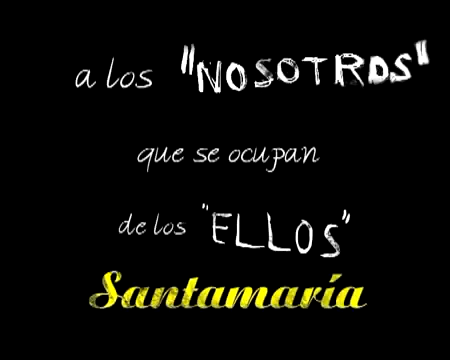 a los "NOSOTROS"
que se ocupan
de los "ELLOS"
Santamaría